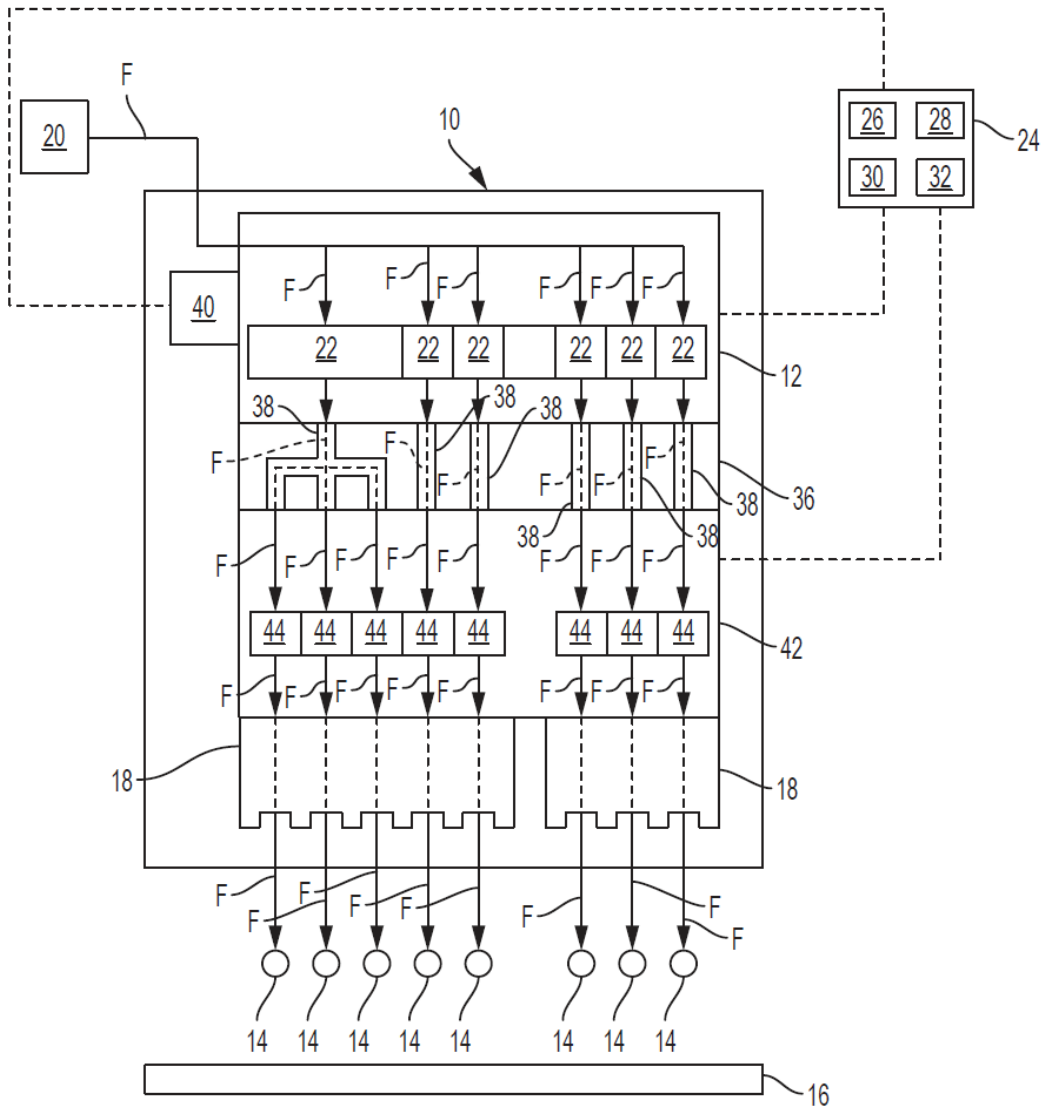 F
20
10
26 28
24
30 32
F F F F F F
40
22 22 22 22 22 22
12
38 38 38
F F F F F F
36
38
38 38
F F F F F F F F
44 44 44 44 44 44 44 44
42
F F F F F F F F
18 18
F F F F F F F F
14 14 14 14 14 14 14 14
16